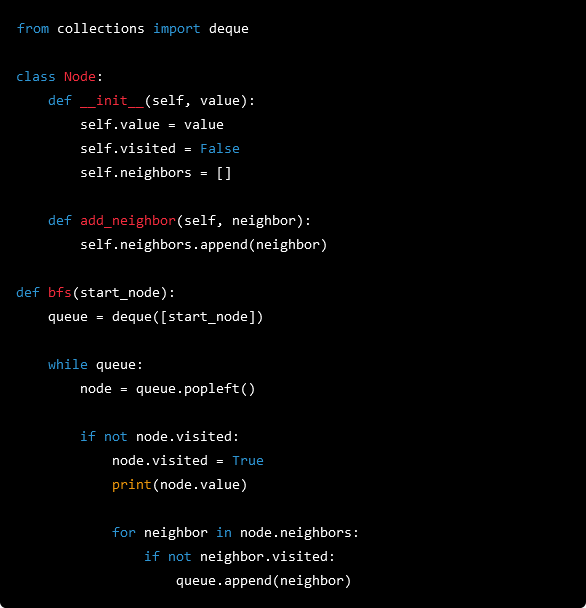 from collections import deque
class Node:
    def __init__(self, value):
        self.value = value
        self.visited = False
        self.neighbors = []
    def add_neighbor(self, neighbor):
        self.neighbors.append(neighbor)
def bfs(start_node):
    queue = deque([start_node])
    while queue:
        node = queue.popleft()
        if not node.visited:
            node.visited = True
            print(node.value)
            for neighbor in node.neighbors:
                if not neighbor.visited:
                    queue.append(neighbor)